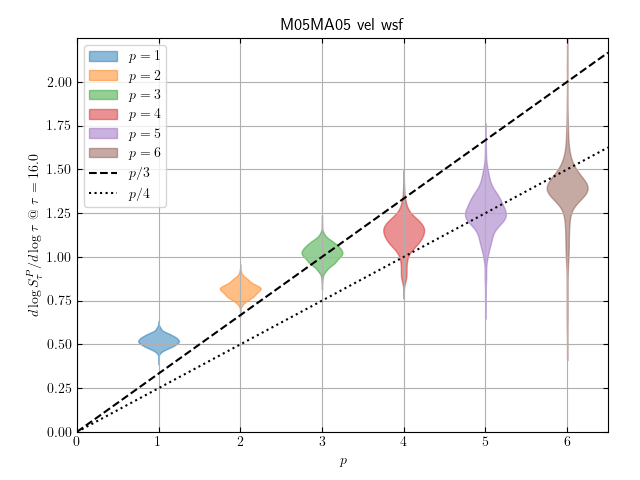 M05MA05 vel wsf
p = 1
p = 2
p = 3
p = 4
p = 5
p = 6
p/3
p/4
2.00
1.75
1.50
1.25
1.00
0.75
0.50
0.25
0.00
0 1 2 3 4 5 6
p
d log S_τ^P / d log τ @ τ = 16.0